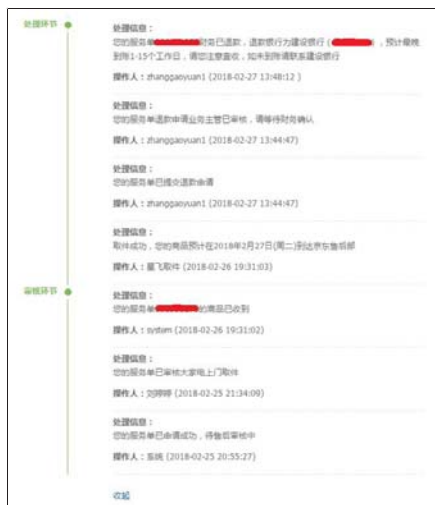 处理环节
处理信息：
您的服务单财务已退款，退款银行为建设银行（），预计最晚
到账1-15个工作日，请您注意查收，如未到账请联系建设银行
操作人：zhanggaoyuan1 (2018-02-27 13:48:12 )
处理信息：
您的服务单退款申请业务主管已审核，请等待财务确认
操作人：zhanggaoyuan1 (2018-02-27 13:44:47)
处理信息：
您的服务单已提交退款申请
操作人：zhanggaoyuan1 (2018-02-27 13:44:47)
处理信息：
取件成功，您的商品预计在2018年2月27日(周二)到达京东售后部
操作人：星飞取件 (2018-02-26 19:31:03)
审核环节
处理信息：
您的服务单的商品已收到
操作人：system (2018-02-26 19:31:02)
处理信息：
您的服务单已审核大家电上门取件
操作人：刘婷婷 (2018-02-25 21:34:09)
处理信息：
您的服务单已申请成功，待售后审核中
操作人：系统 (2018-02-25 20:55:27)
收起